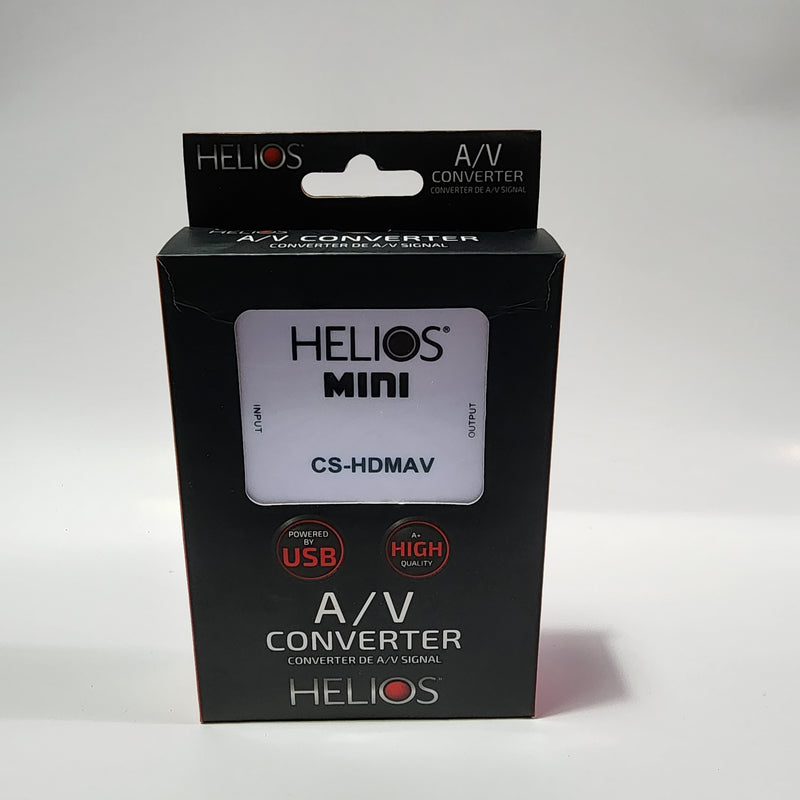 HELIOS
A/V
CONVERTER
CONVERTER DE A/V SIGNAL
HELIOS
A/V CONVERTER
CONVERTER DE A/V SIGNAL
HELIOS®
MINI
INPUT
OUTPUT
CS-HDMAV
POWERED
BY
USB
A+
HIGH
QUALITY
A/V
CONVERTER
CONVERTER DE A/V SIGNAL
HELIOS™